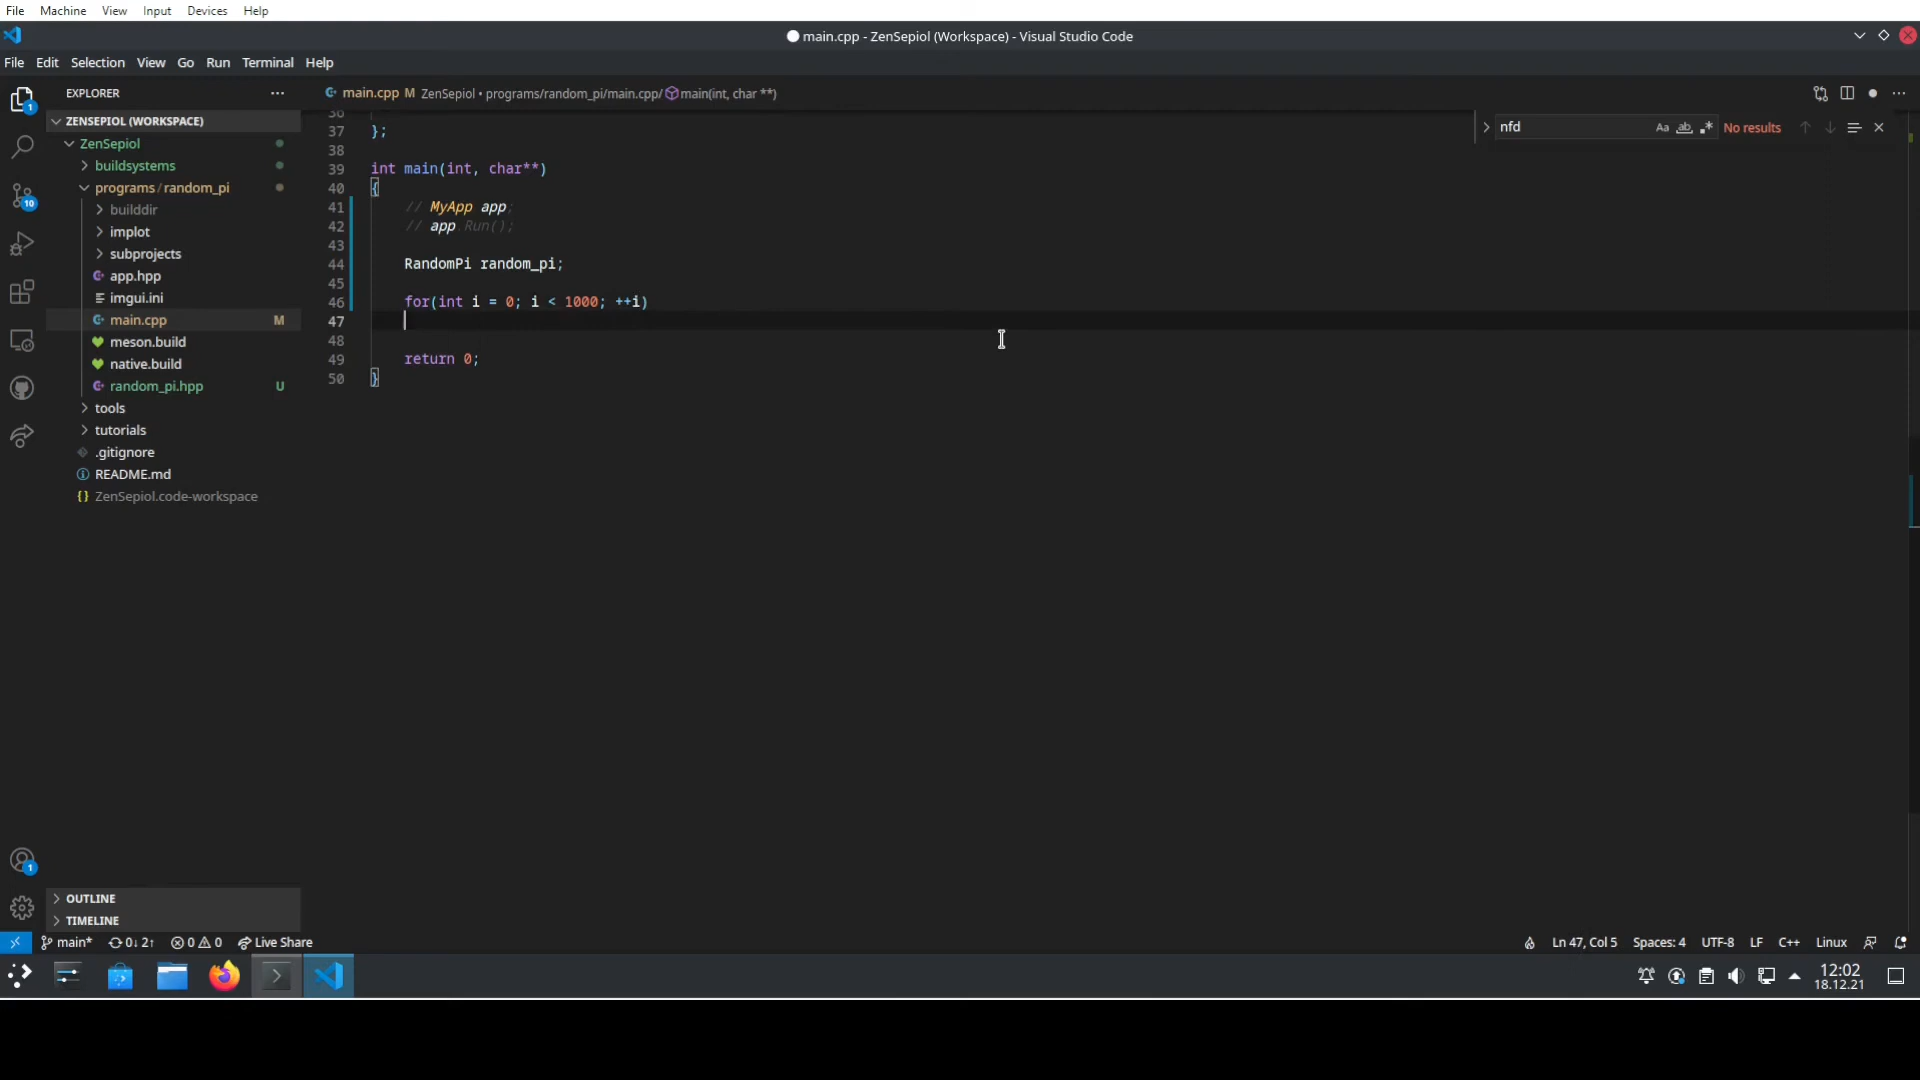 File Machine View Input Devices Help
main.cpp - ZenSepiol (Workspace) - Visual Studio Code
File Edit Selection View Go Run Terminal Help
EXPLORER
main.cpp M ZenSepiol • programs/random_pi/main.cpp/ main(int, char **)
ZENSEPIOL (WORKSPACE)
ZenSepiol
buildsystems
programs/random_pi
builddir
implot
subprojects
app.hpp
imgui.ini
main.cpp M
meson.build
native.build
random_pi.hpp U
tools
tutorials
.gitignore
README.md
{} ZenSepiol.code-workspace
OUTLINE
TIMELINE
nfd Aa ab .* No results
36
37 };
38
39 int main(int, char**)
40 {
41 // MyApp app;
42 // app.Run();
43
44 RandomPi random_pi;
45
46 for(int i = 0; i < 1000; ++i)
47
48
49 return 0;
50 }
1
10
1
main* 0↓ 2↑ 0 0 Live Share
Ln 47, Col 5 Spaces: 4 UTF-8 LF C++ Linux
12:02
18.12.21